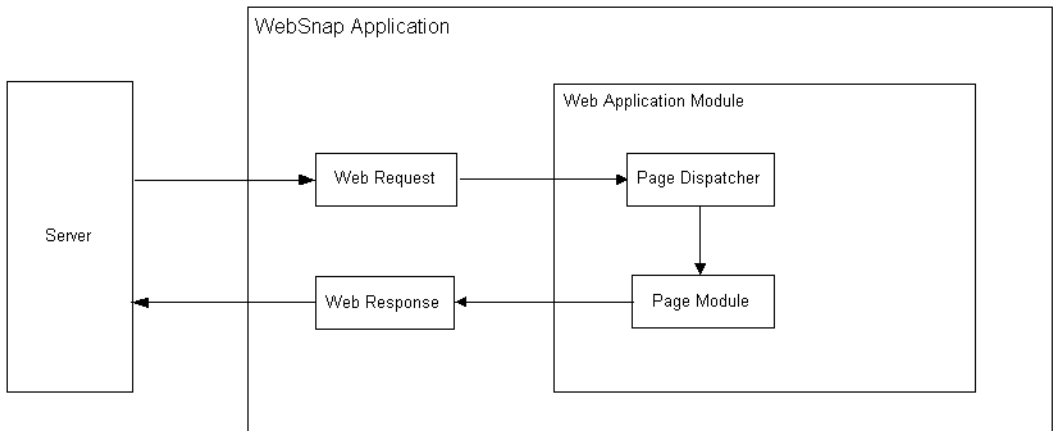 WebSnap Application
Web Application Module
Web Request
Page Dispatcher
Server
Web Response
Page Module